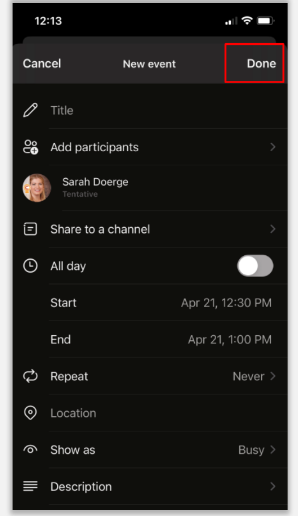 12:13
Cancel New event Done
Title
Add participants
Sarah Doerge
Tentative
Share to a channel
All day
Start Apr 21, 12:30 PM
End Apr 21, 1:00 PM
Repeat Never
Location
Show as Busy
Description